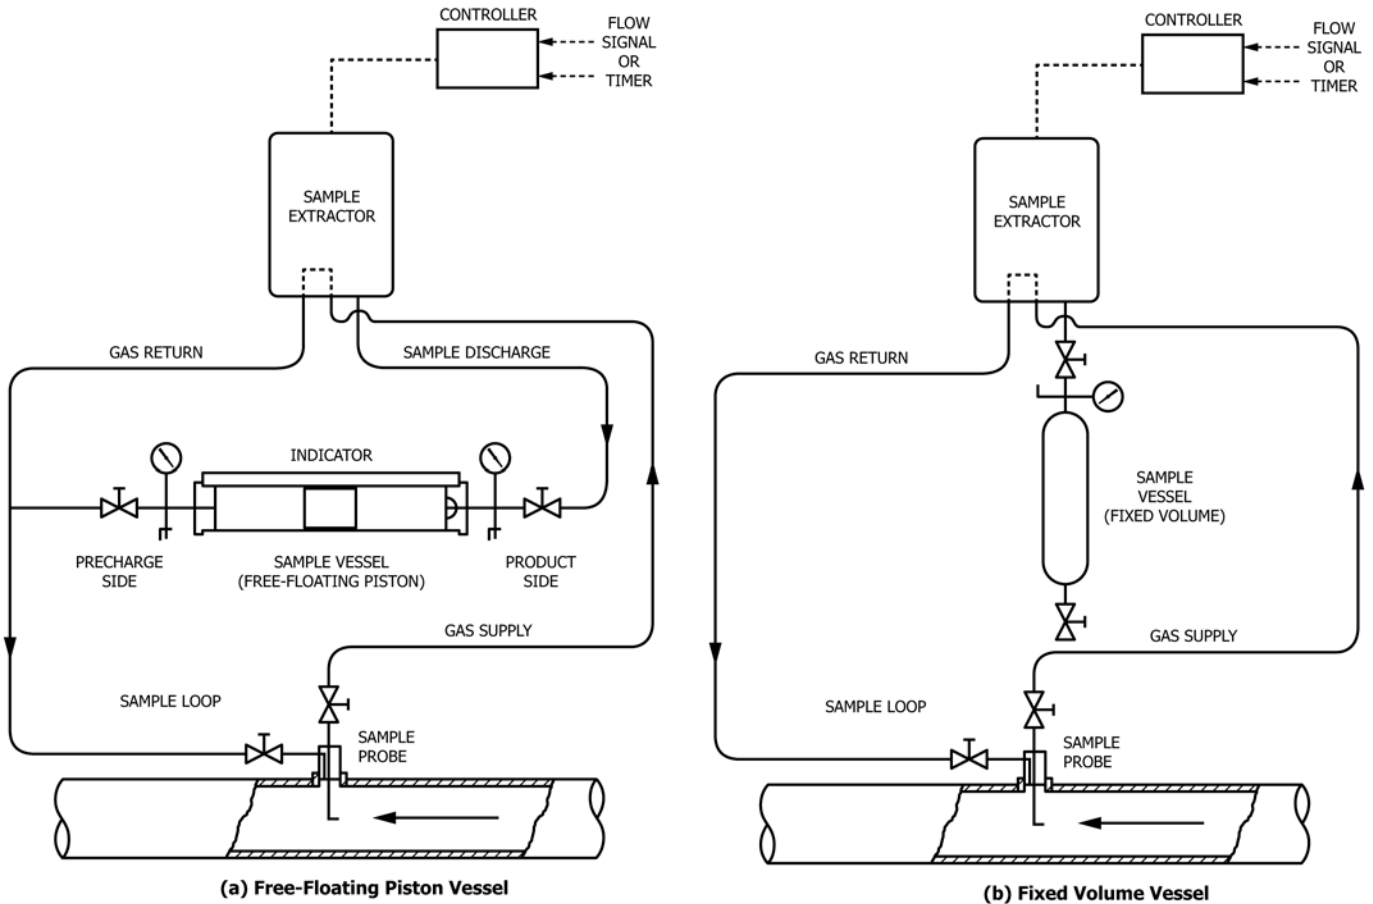 CONTROLLER
FLOW
SIGNAL
OR
TIMER
SAMPLE
EXTRACTOR
GAS RETURN
SAMPLE DISCHARGE
INDICATOR
PRECHARGE
SIDE
SAMPLE VESSEL
(FREE-FLOATING PISTON)
PRODUCT
SIDE
GAS SUPPLY
SAMPLE LOOP
SAMPLE
PROBE
(a) Free-Floating Piston Vessel
CONTROLLER
FLOW
SIGNAL
OR
TIMER
SAMPLE
EXTRACTOR
GAS RETURN
SAMPLE
VESSEL
(FIXED VOLUME)
GAS SUPPLY
SAMPLE LOOP
SAMPLE
PROBE
(b) Fixed Volume Vessel